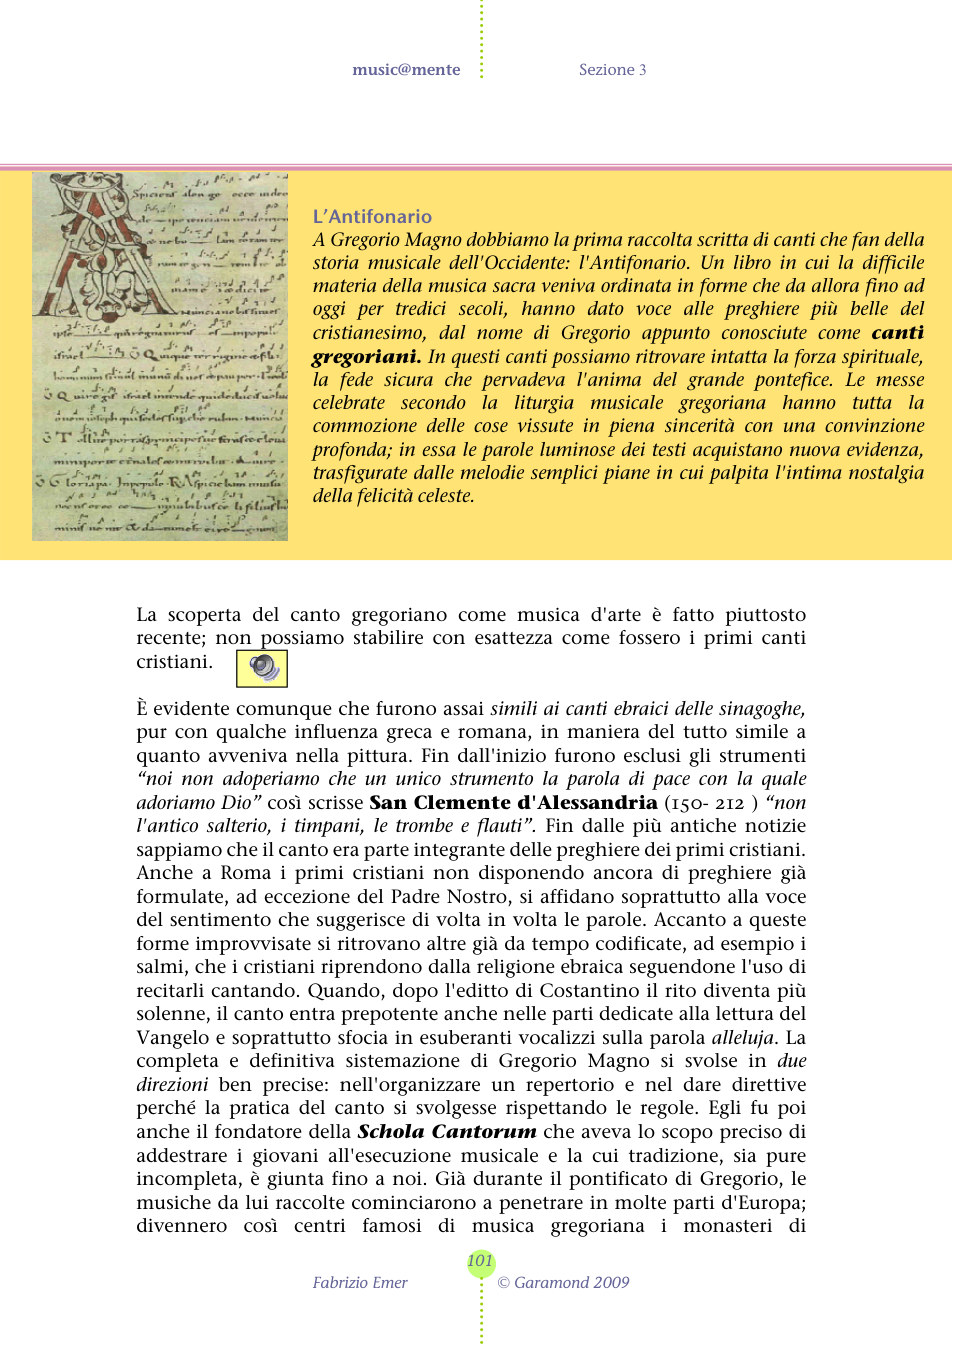 music@mente
Sezione 3
L'Antifonario
A Gregorio Magno dobbiamo la prima raccolta scritta di canti che fan della
storia musicale dell'Occidente: l'Antifonario. Un libro in cui la difficile
materia della musica sacra veniva ordinata in forme che da allora fino ad
oggi per tredici secoli, hanno dato voce alle preghiere più belle del
cristianesimo, dal nome di Gregorio appunto conosciute come canti
gregoriani. In questi canti possiamo ritrovare intatta la forza spirituale,
la fede sicura che pervadeva l'anima del grande pontefice. Le messe
celebrate secondo la liturgia musicale gregoriana hanno tutta la
commozione delle cose vissute in piena sincerità con una convinzione
profonda; in essa le parole luminose dei testi acquistano nuova evidenza,
trasfigurate dalle melodie semplici piane in cui palpita l'intima nostalgia
della felicità celeste.
La scoperta del canto gregoriano come musica d'arte è fatto piuttosto
recente; non possiamo stabilire con esattezza come fossero i primi canti
cristiani.
È evidente comunque che furono assai simili ai canti ebraici delle sinagoghe,
pur con qualche influenza greca e romana, in maniera del tutto simile a
quanto avveniva nella pittura. Fin dall'inizio furono esclusi gli strumenti
“noi non adoperiamo che un unico strumento la parola di pace con la quale
adoriamo Dio” così scrisse San Clemente d'Alessandria (150- 212 ) “non
l'antico salterio, i timpani, le trombe e flauti”. Fin dalle più antiche notizie
sappiamo che il canto era parte integrante delle preghiere dei primi cristiani.
Anche a Roma i primi cristiani non disponendo ancora di preghiere già
formulate, ad eccezione del Padre Nostro, si affidano soprattutto alla voce
del sentimento che suggerisce di volta in volta le parole. Accanto a queste
forme improvvisate si ritrovano altre già da tempo codificate, ad esempio i
salmi, che i cristiani riprendono dalla religione ebraica seguendone l'uso di
recitarli cantando. Quando, dopo l'editto di Costantino il rito diventa più
solenne, il canto entra prepotente anche nelle parti dedicate alla lettura del
Vangelo e soprattutto sfocia in esuberanti vocalizzi sulla parola alleluja. La
completa e definitiva sistemazione di Gregorio Magno si svolse in due
direzioni ben precise: nell'organizzare un repertorio e nel dare direttive
perché la pratica del canto si svolgesse rispettando le regole. Egli fu poi
anche il fondatore della Schola Cantorum che aveva lo scopo preciso di
addestrare i giovani all'esecuzione musicale e la cui tradizione, sia pure
incompleta, è giunta fino a noi. Già durante il pontificato di Gregorio, le
musiche da lui raccolte cominciarono a penetrare in molte parti d'Europa;
divennero così centri famosi di musica gregoriana i monasteri di
101
Fabrizio Emer
© Garamond 2009